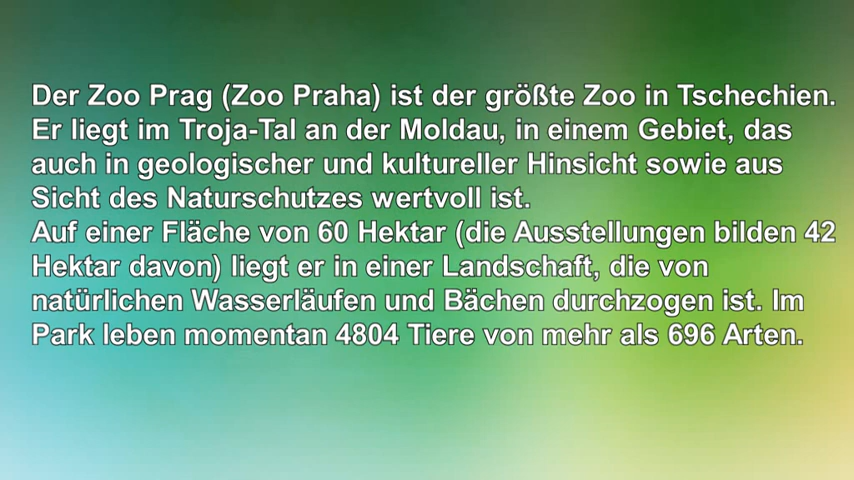 Der Zoo Prag (Zoo Praha) ist der größte Zoo in Tschechien.
Er liegt im Troja-Tal an der Moldau, in einem Gebiet, das
auch in geologischer und kultureller Hinsicht sowie aus
Sicht des Naturschutzes wertvoll ist.
Auf einer Fläche von 60 Hektar (die Ausstellungen bilden 42
Hektar davon) liegt er in einer Landschaft, die von
natürlichen Wasserläufen und Bächen durchzogen ist. Im
Park leben momentan 4804 Tiere von mehr als 696 Arten.